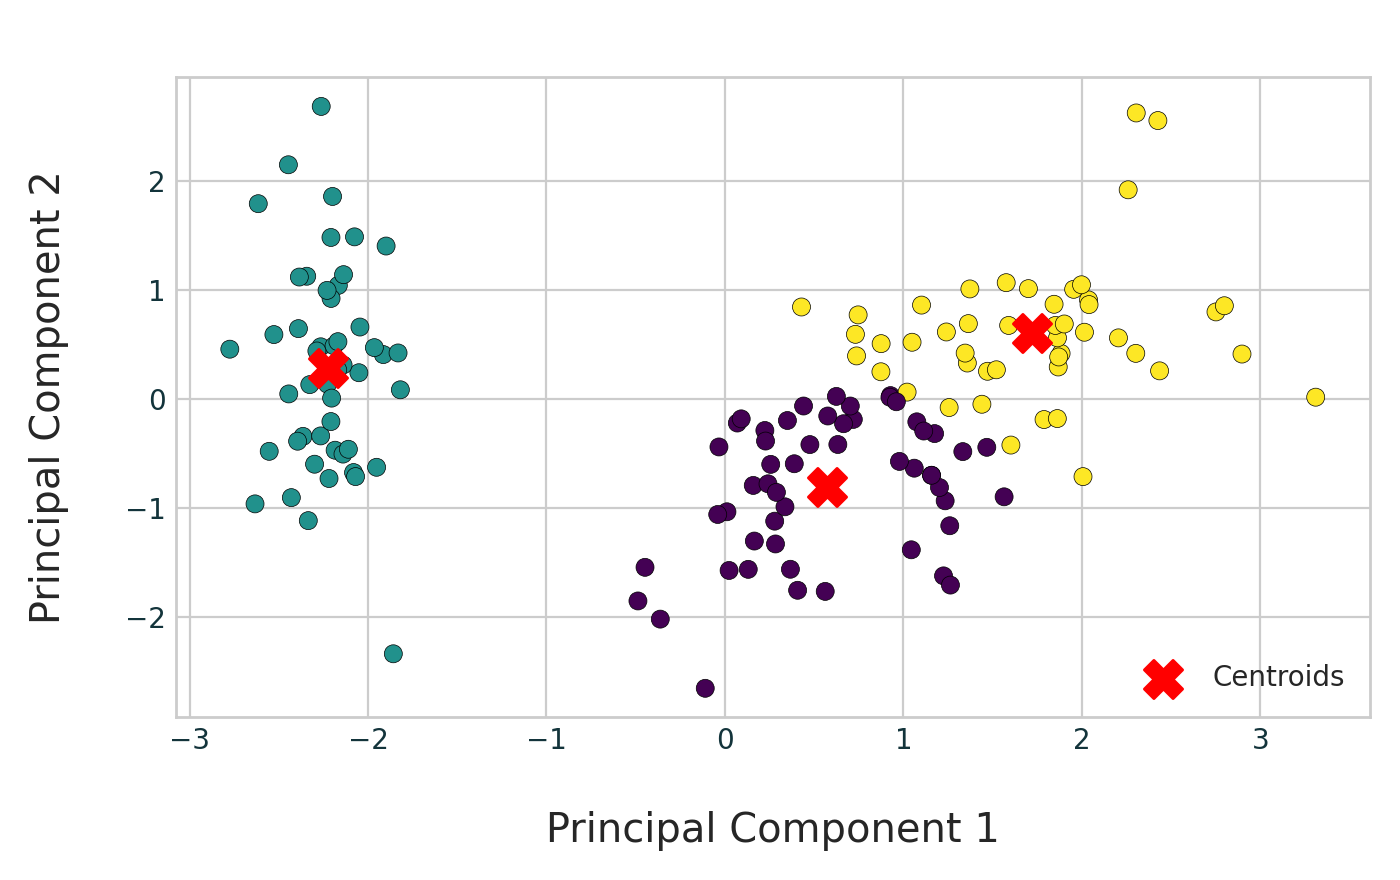 Principal Component 2
2
1
0
−1
−2
Centroids
−3 −2 −1 0 1 2 3
Principal Component 1